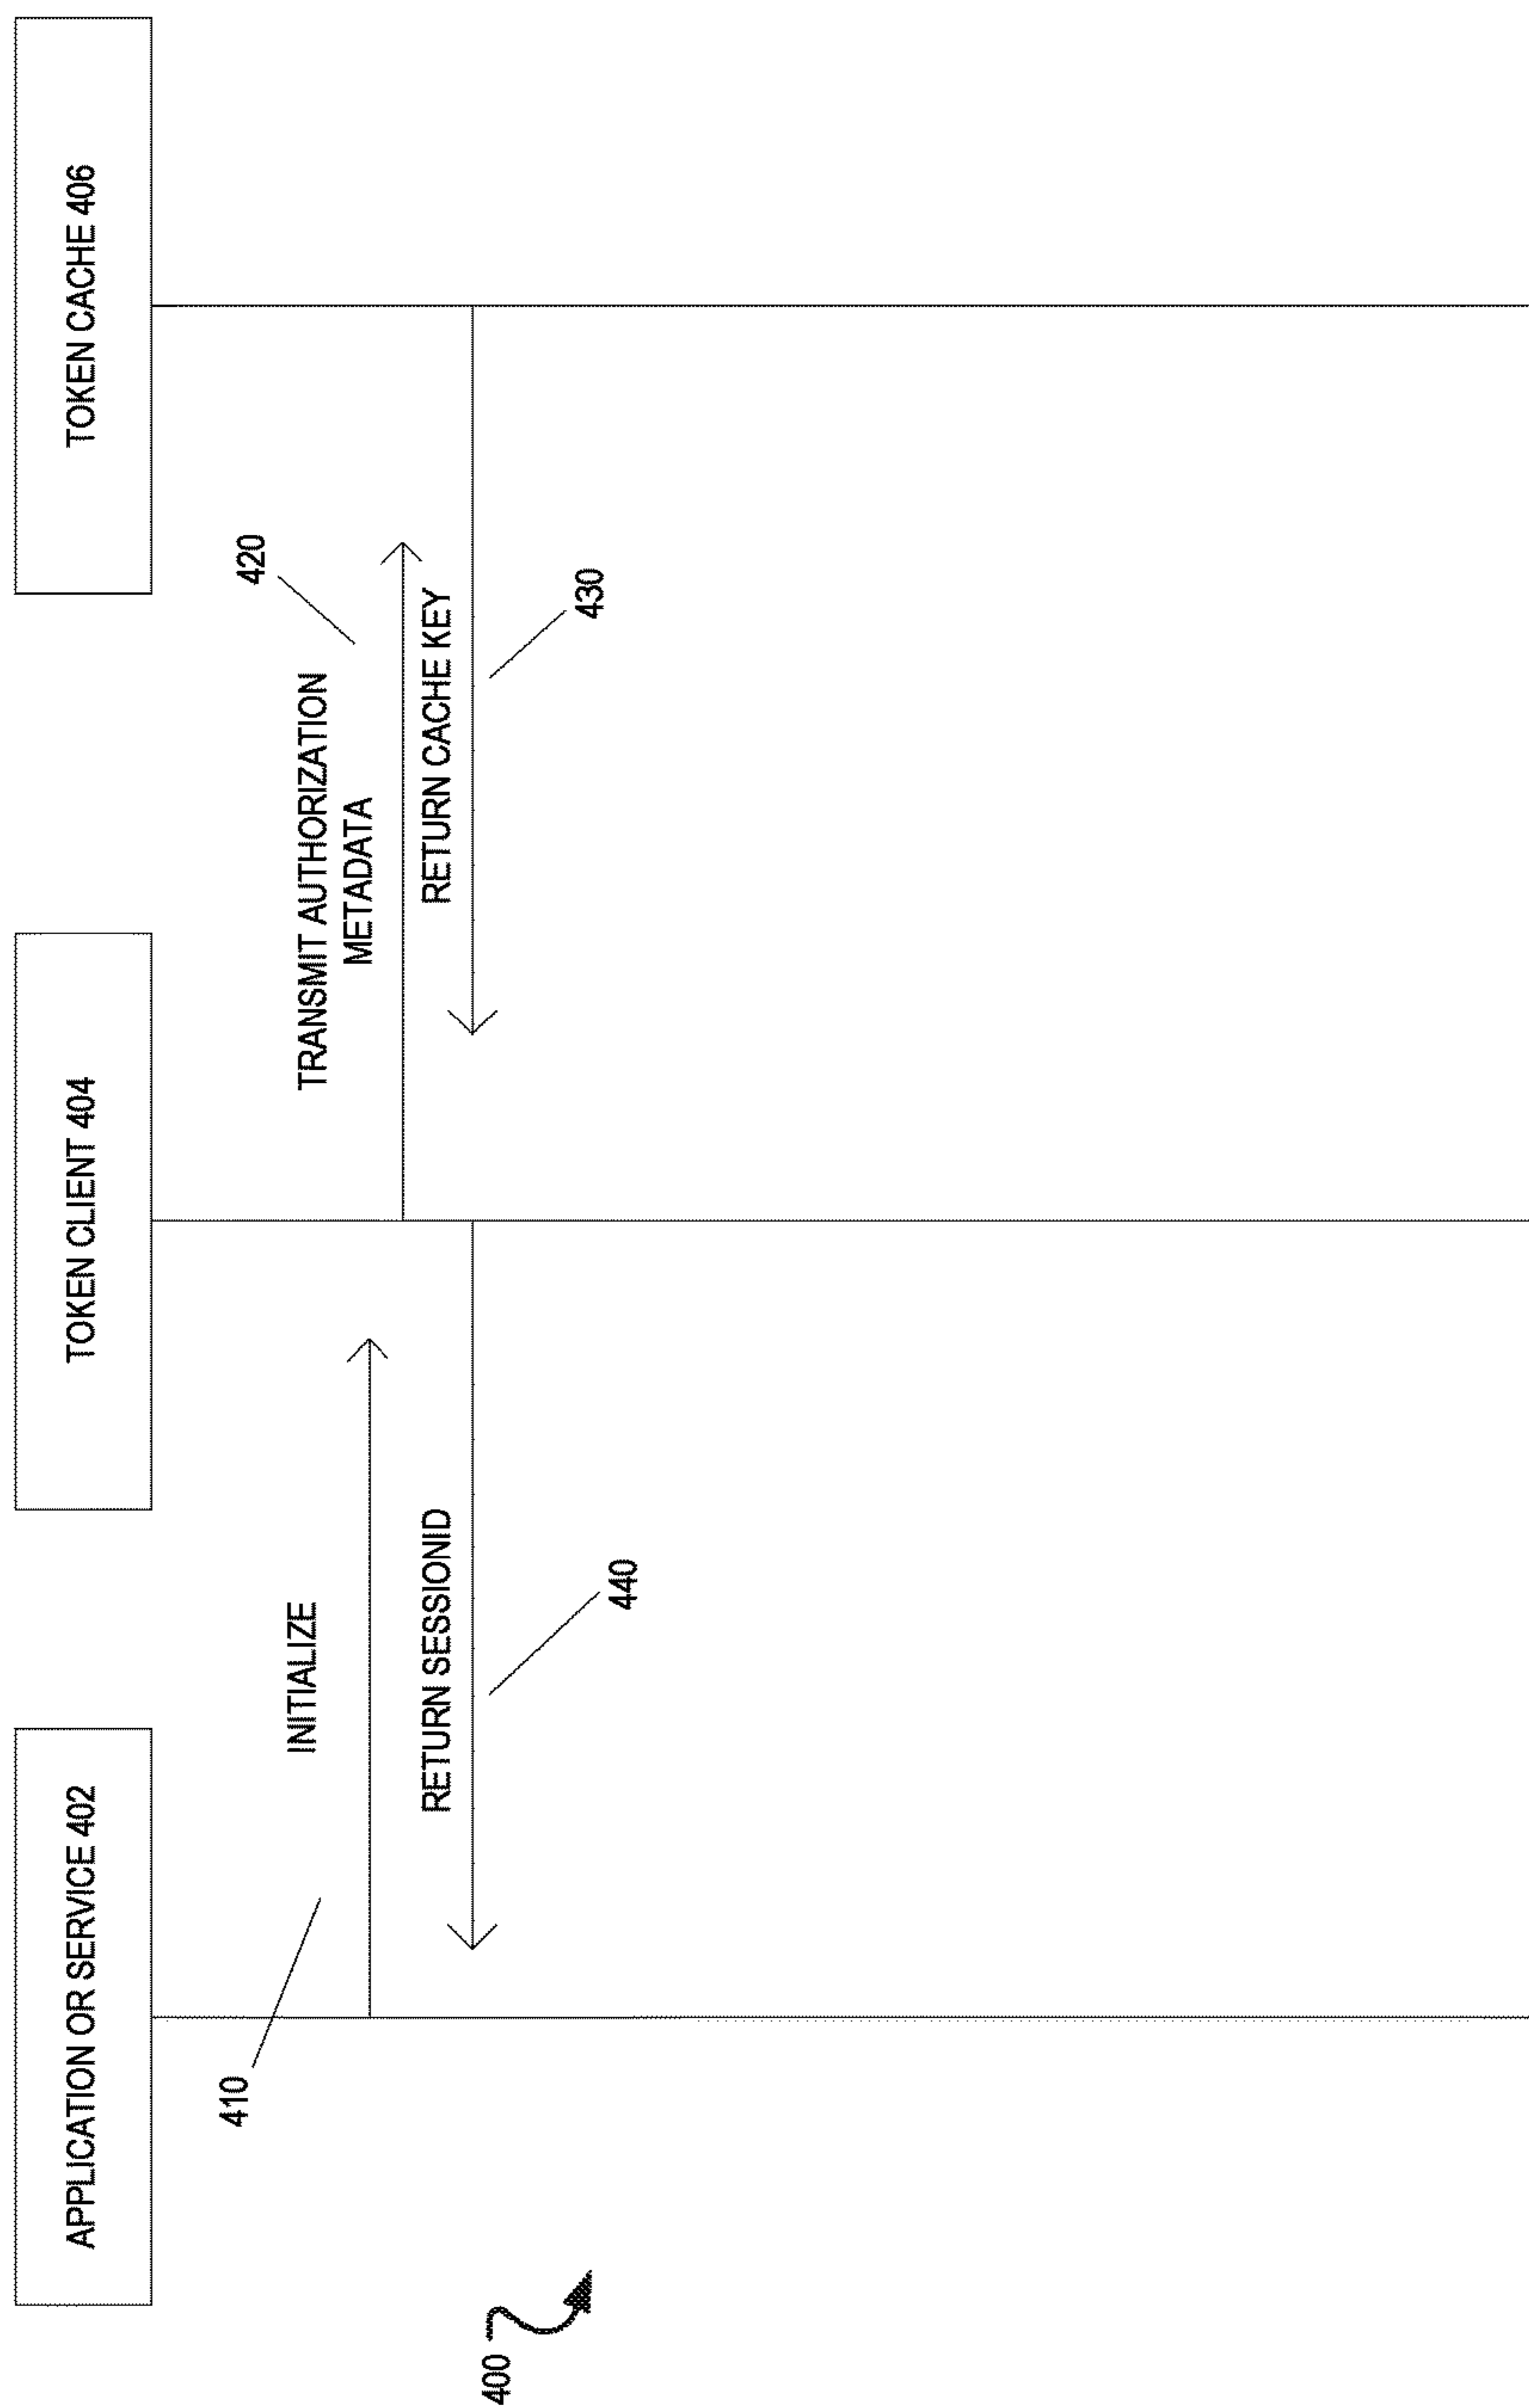 APPLICATION OR SERVICE 402
TOKEN CLIENT 404
TOKEN CACHE 406
410
INITIALIZE
420
TRANSMIT AUTHORIZATION
METADATA
RETURN SESSIONID
440
RETURN CACHE KEY
430
400